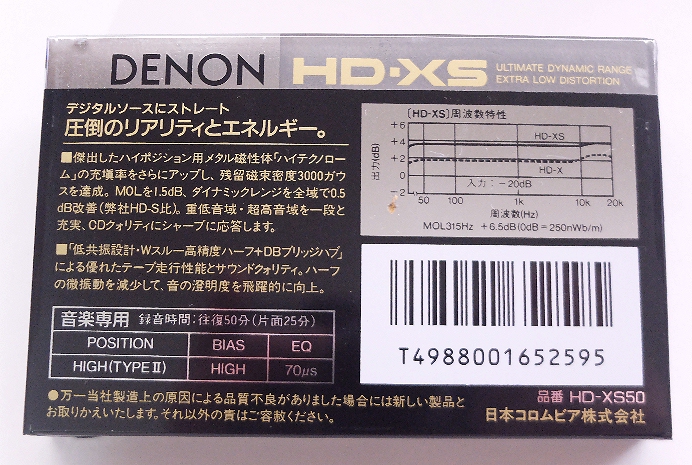 DENON HD・XS ULTIMATE DYNAMIC RANGE
EXTRA LOW DISTORTION
デジタルソースにストレート
圧倒のリアリティとエネルギー。
■傑出したハイポジション用メタル磁性体「ハイテクノローム」の充填率をさらにアップし、残留磁束密度3000ガウスを達成。MOLを1.5dB、ダイナミックレンジを全域で0.5dB改善(弊社HD-S比)。重低音域・超高音域を一段と充実、CDクォリティにシャープに応答します。
■「低共振設計・Wスルー高精度ハーフ+DBブリッジハブ」による優れたテープ走行性能とサウンドクォリティ。ハーフの微振動を減少して、音の澄明度を飛躍的に向上。
音楽専用 録音時間:往復50分(片面25分)
POSITION BIAS EQ
HIGH(TYPEⅡ) HIGH 70μs
●万一当社製造上の原因による品質不良がありました場合には新しい製品と
お取りかえいたします。それ以外の責はご容赦ください。
〔HD-XS〕周波数特性
出力(dB)
+6
+4
+2
0
-2
HD-XS
HD-X
入力:-20dB
50 100 1k 10k 20k
周波数(Hz)
MOL315Hz +6.5dB(0dB=250nWb/m)
T4988001652595
品番 HD-XS50
日本コロムビア株式会社